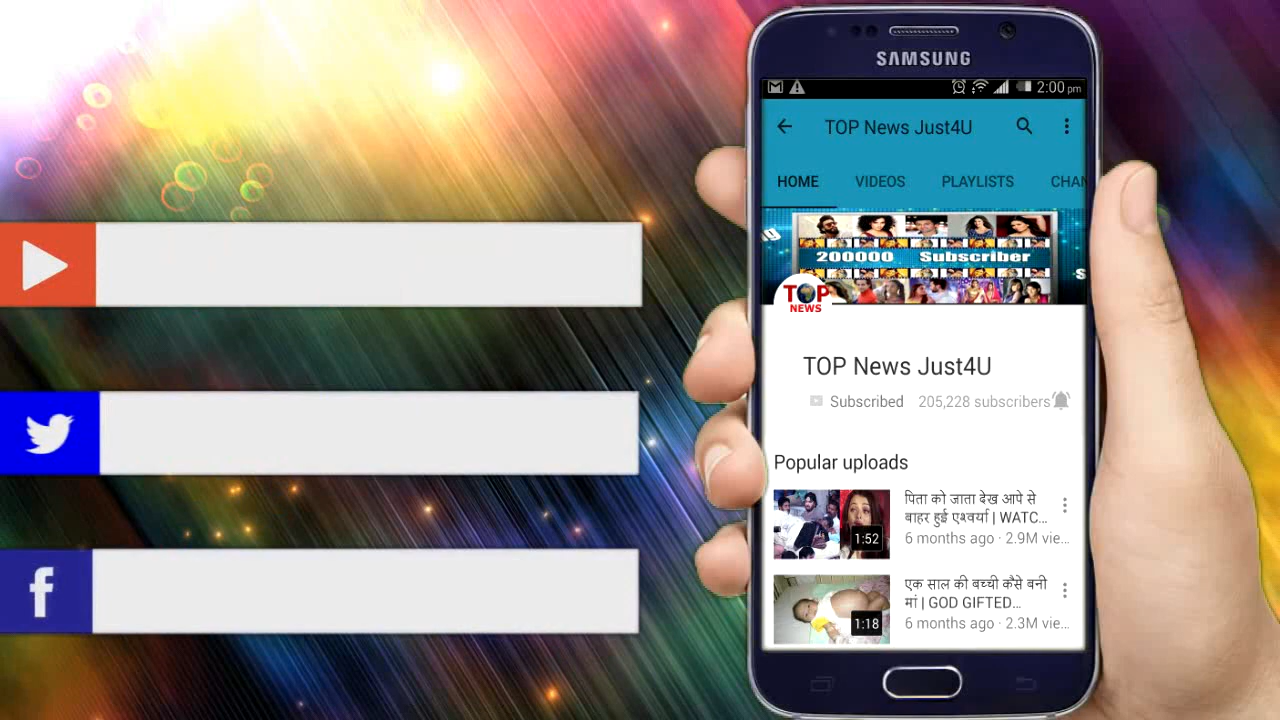 SAMSUNG
2:00 pm
TOP News Just4U
HOME VIDEOS PLAYLISTS CHAN
200000 Subscriber
TOP
NEWS
TOP News Just4U
Subscribed 205,228 subscribers
Popular uploads
पिता को जाता देख आपे से
बाहर हुई एश्वर्या | WATC...
1:52
6 months ago · 2.9M vie...
एक साल की बच्ची कैसे बनी
मां | GOD GIFTED...
1:18
6 months ago · 2.3M vie...